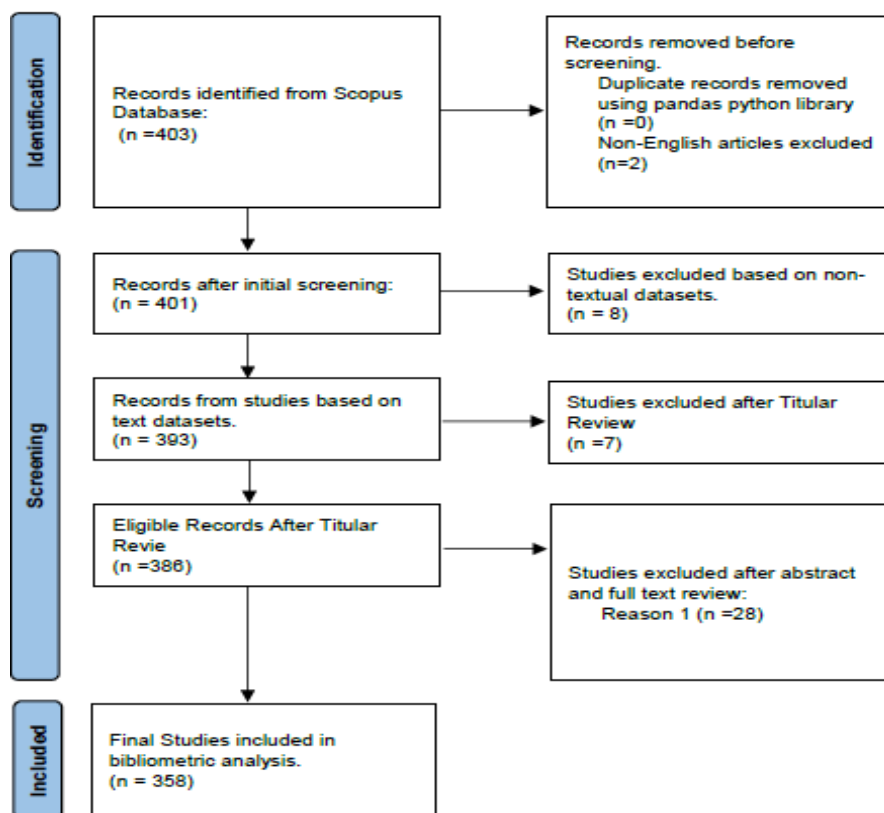 Identification
Records identified from Scopus
Database:
(n =403)
Records removed before
screening.
Duplicate records removed
using pandas python library
(n =0)
Non-English articles excluded
(n=2)
Screening
Records after initial screening:
(n = 401)
Studies excluded based on non-
textual datasets.
(n = 8)
Records from studies based on
text datasets.
(n = 393)
Studies excluded after Titular
Review
(n =7)
Eligible Records After Titular
Revie
(n =386)
Studies excluded after abstract
and full text review:
Reason 1 (n =28)
Included
Final Studies included in
bibliometric analysis.
(n = 358)